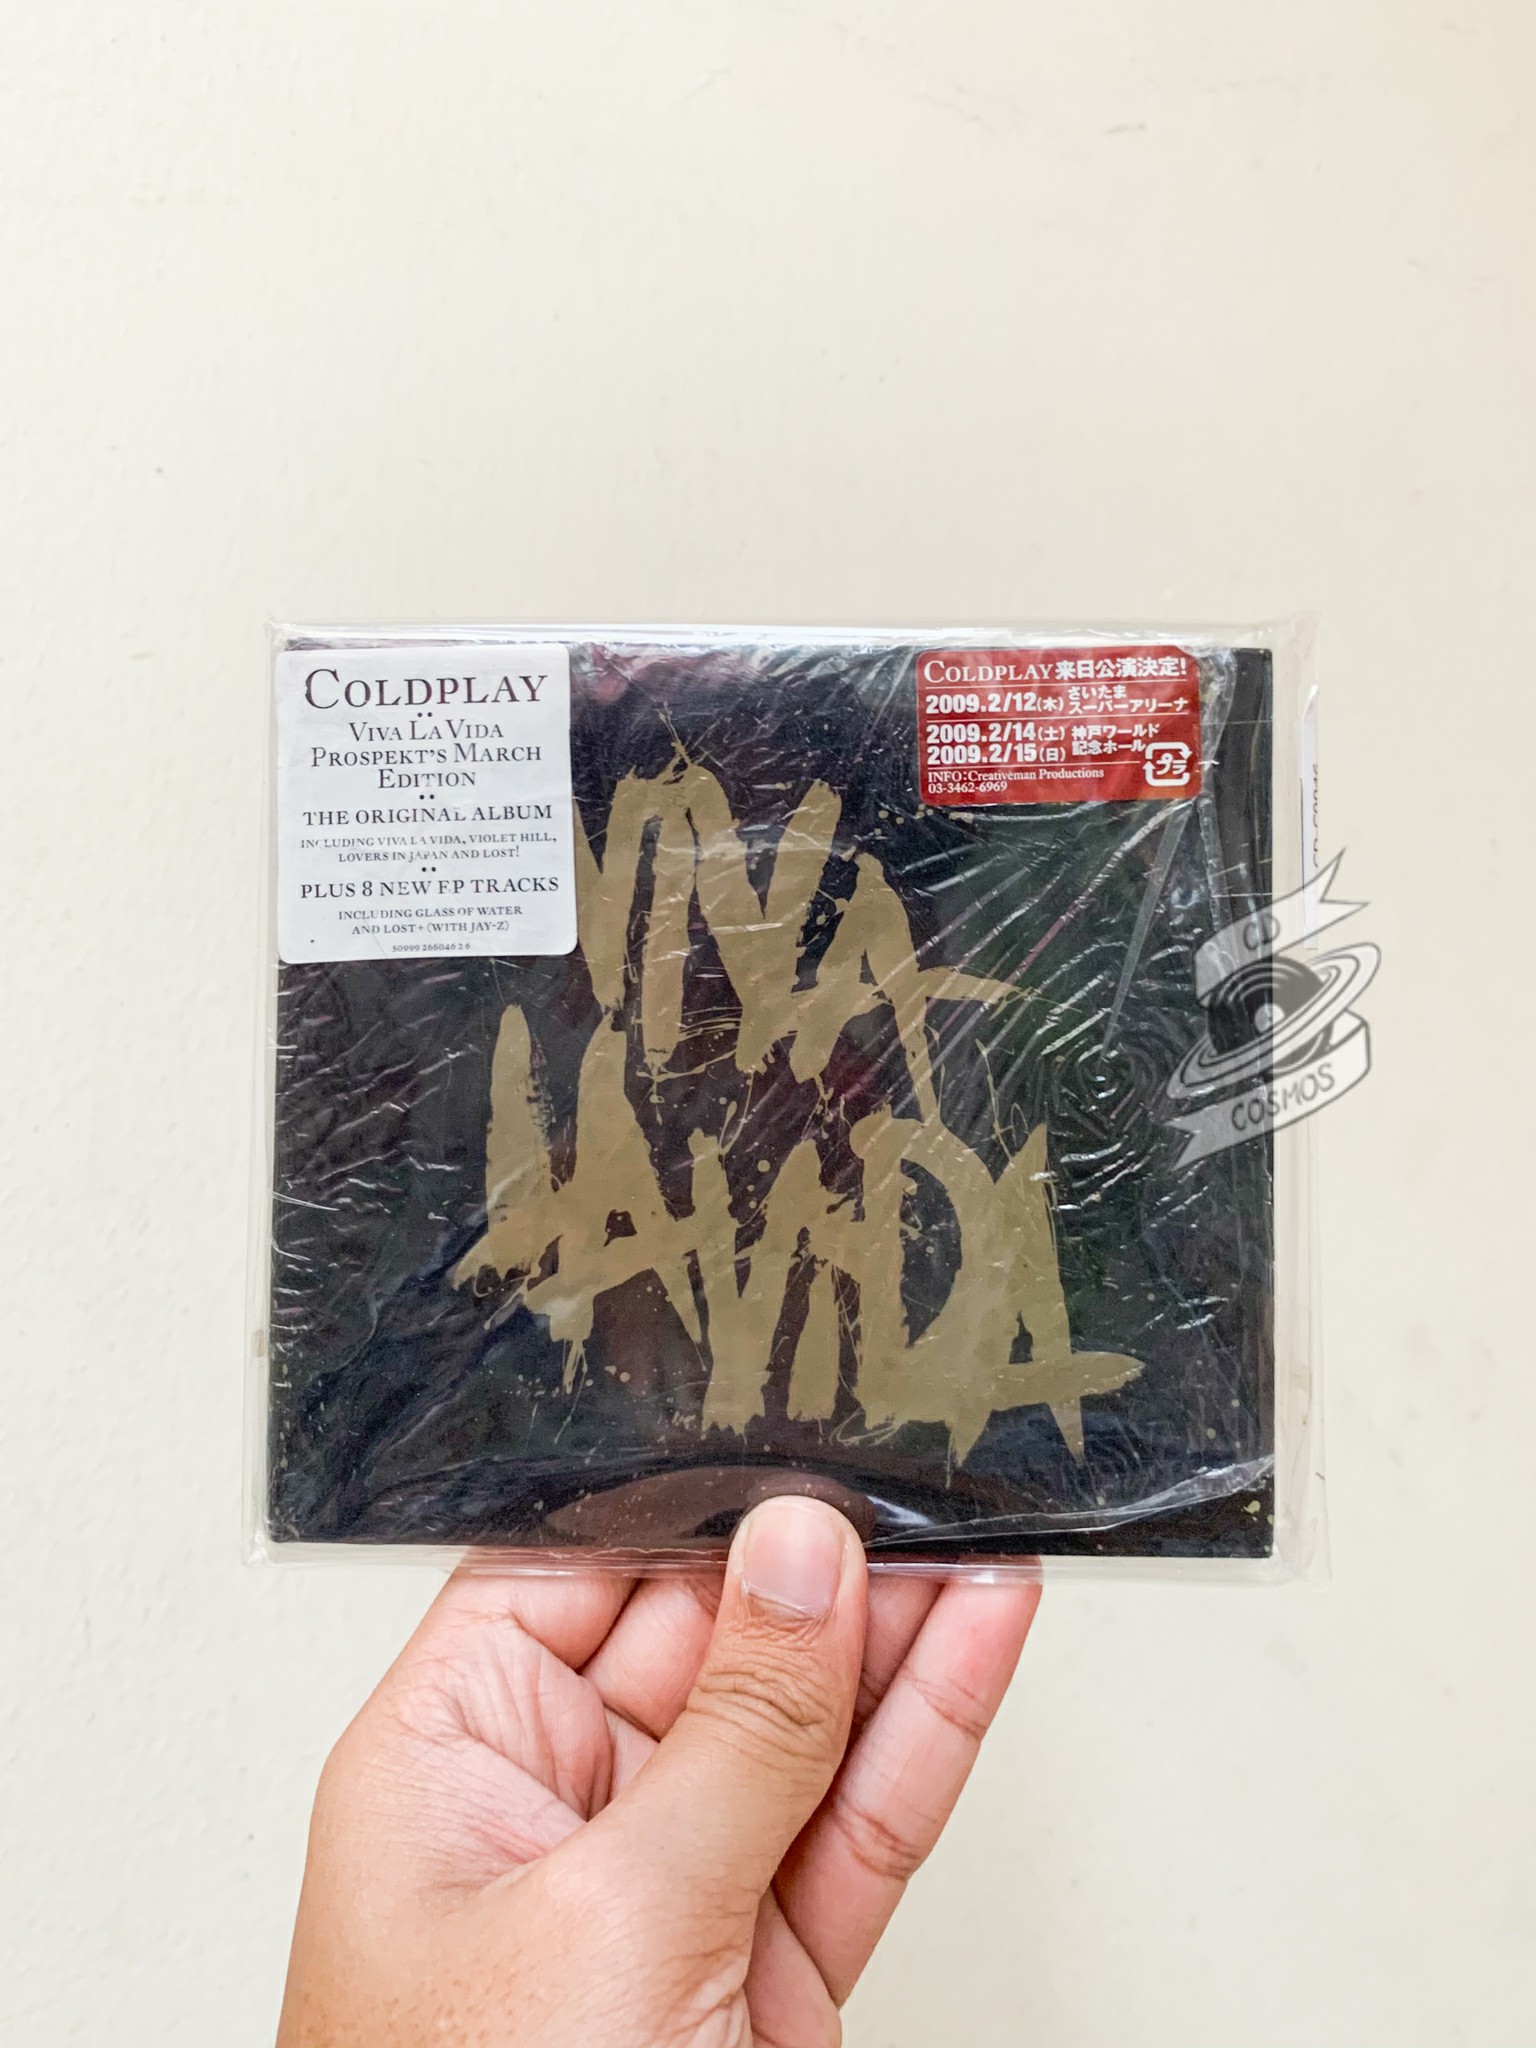 COLDPLAY
VIVA LA VIDA
PROSPEKT'S MARCH
EDITION
THE ORIGINAL ALBUM
INCLUDING VIVA LA VIDA, VIOLET HILL,
LOVERS IN JAPAN AND LOST!
PLUS 8 NEW EP TRACKS
INCLUDING GLASS OF WATER
AND LOST+ (WITH JAY-Z)
50999 266046 2 6
COLDPLAY来日公演決定!
2009.2/12(木) さいたま
スーパーアリーナ
2009.2/14(土) 神戸ワールド
2009.2/15(日) 記念ホール
プラ
INFO:Creativeman Productions
03-3462-6969
VIVA
LA VIDA
CD
COSMOS